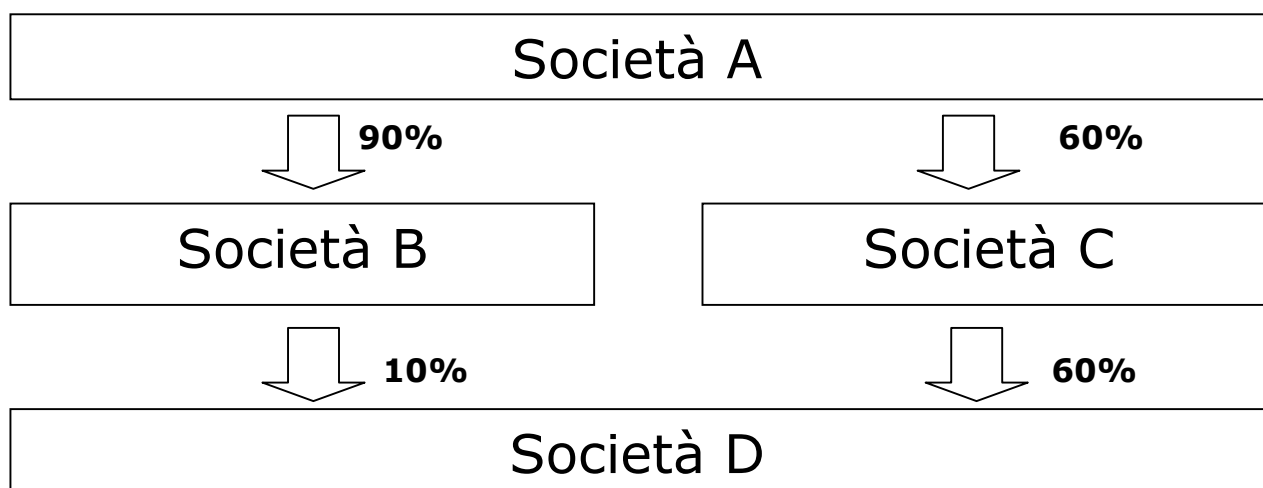 Società A
90%
60%
Società B
Società C
10%
60%
Società D